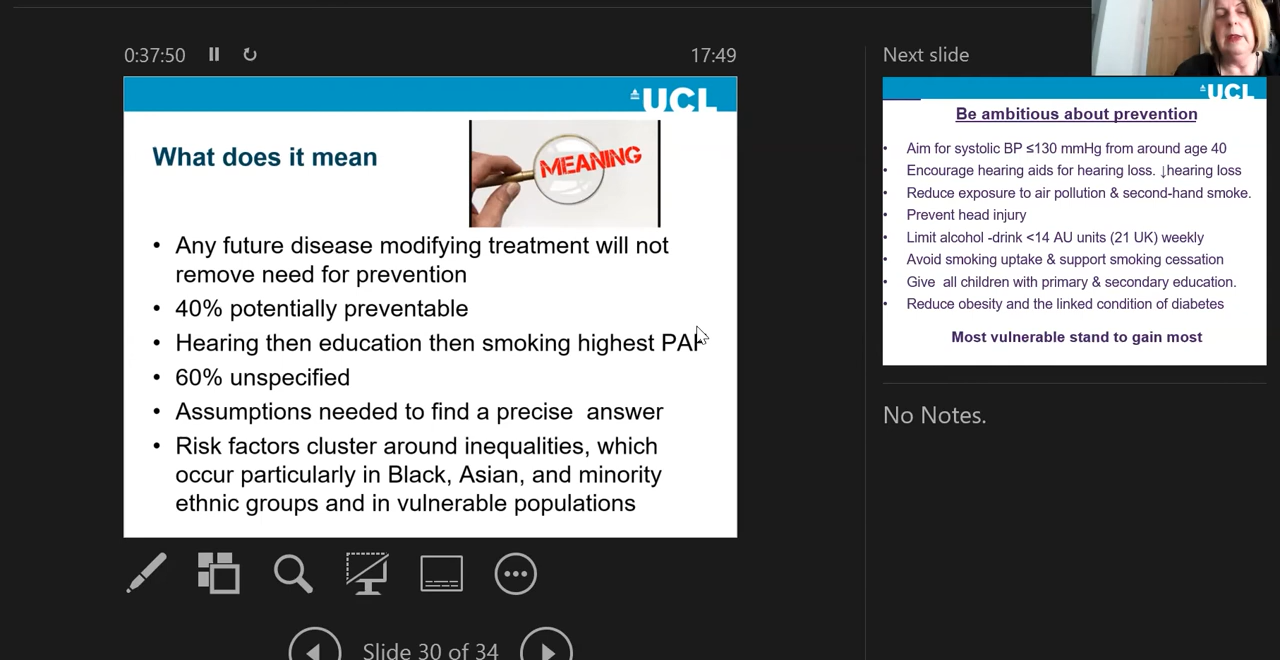 0:37:50
17:49
UCL
What does it mean
MEANING
• Any future disease modifying treatment will not
remove need for prevention
• 40% potentially preventable
• Hearing then education then smoking highest PAF
• 60% unspecified
• Assumptions needed to find a precise answer
• Risk factors cluster around inequalities, which
occur particularly in Black, Asian, and minority
ethnic groups and in vulnerable populations
Slide 30 of 34
Next slide
UCL
Be ambitious about prevention
• Aim for systolic BP ≤130 mmHg from around age 40
• Encourage hearing aids for hearing loss. ↓hearing loss
• Reduce exposure to air pollution & second-hand smoke.
• Prevent head injury
• Limit alcohol -drink <14 AU units (21 UK) weekly
• Avoid smoking uptake & support smoking cessation
• Give all children with primary & secondary education.
• Reduce obesity and the linked condition of diabetes
Most vulnerable stand to gain most
No Notes.